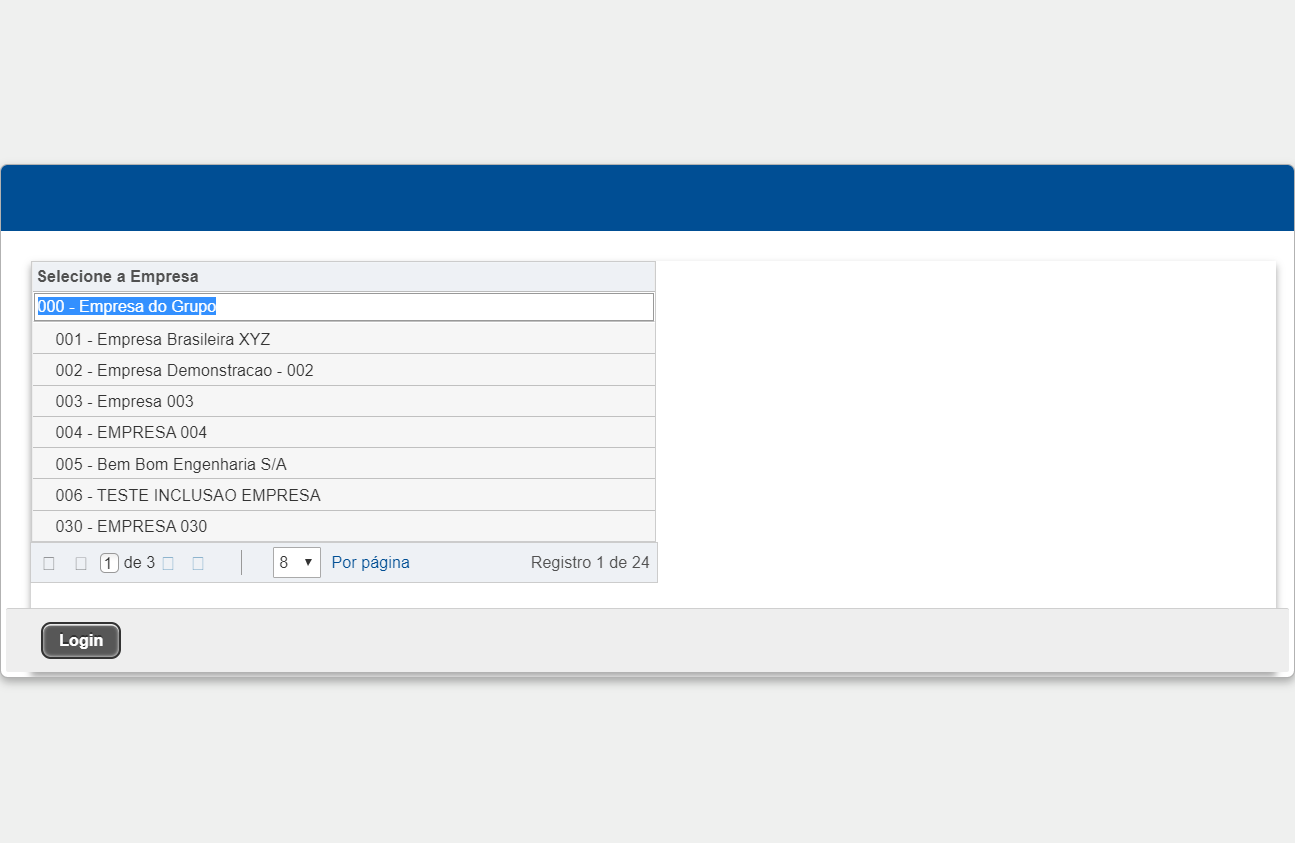 Selecione a Empresa
000 - Empresa do Grupo
001 - Empresa Brasileira XYZ
002 - Empresa Demonstracao - 002
003 - Empresa 003
004 - EMPRESA 004
005 - Bem Bom Engenharia S/A
006 - TESTE INCLUSAO EMPRESA
030 - EMPRESA 030
1 de 3 8 Por página Registro 1 de 24
Login